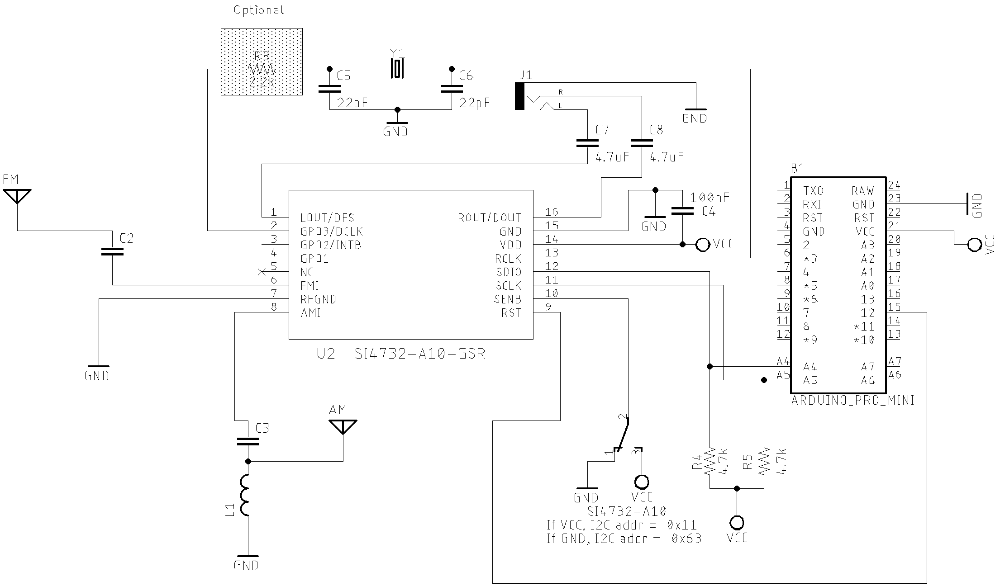 Optional
R3
2.2k
Y1
C5
22pF
C6
22pF
GND
J1
R
L
GND
C7
4.7uF
C8
4.7uF
FM
C2
GND
1 LOUT/DFS
2 GPO3/DCLK
3 GPO2/INTB
4 GPO1
5 NC
6 FMI
7 RFGND
8 AMI
ROUT/DOUT 16
GND 15
VDD 14
RCLK 13
SDIO 12
SCLK 11
SENB 10
RST 9
U2 SI4732-A10-GSR
GND
100nF
C4
VCC
B1
1 TXO RAW 24
2 RXI GND 23
3 RST RST 22
4 GND VCC 21
5 2 A3 20
6 *3 A2 19
7 4 A1 18
8 *5 A0 17
9 *6 13 16
10 7 12 15
11 8 *11 14
12 *9 *10 13
A4 A4 A7 A7
A5 A5 A6 A6
ARDUINO_PRO_MINI
GND
VCC
AM
C3
L1
GND
2
1
3
GND
VCC
SI4732-A10
If VCC, I2C addr = 0x11
If GND, I2C addr = 0x63
R4
4,7k
R5
4.7k
VCC